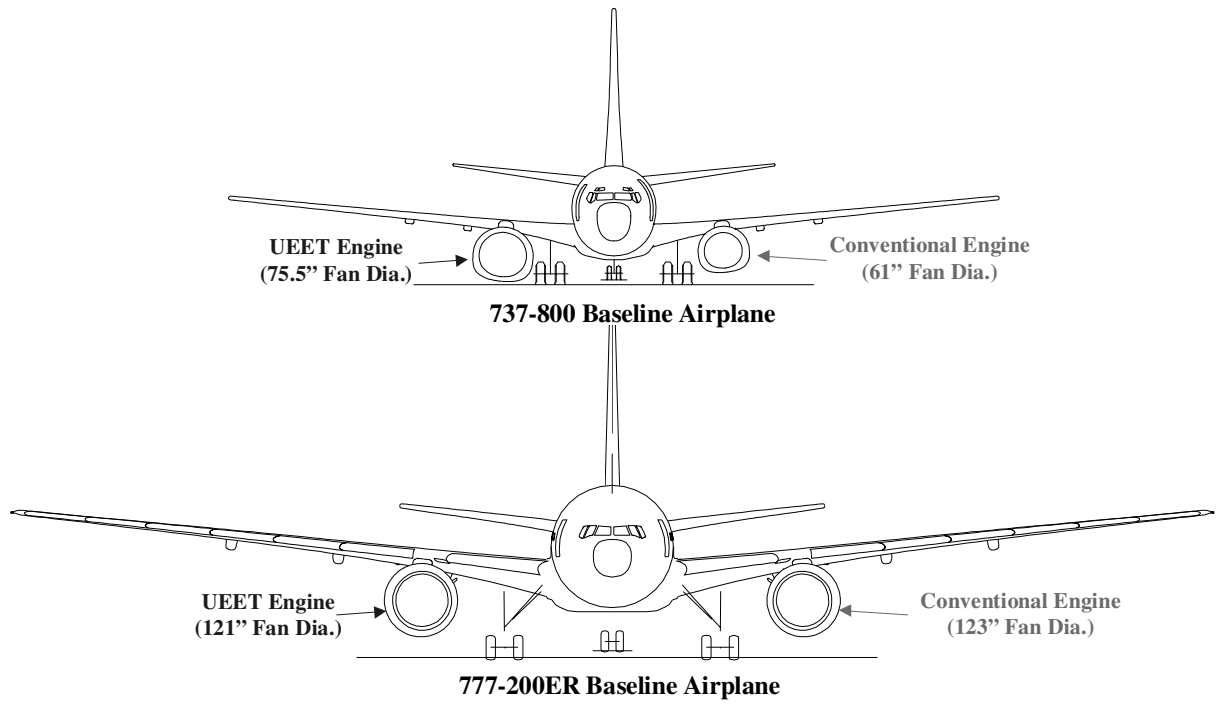 UEET Engine
(75.5” Fan Dia.)
Conventional Engine
(61” Fan Dia.)
737-800 Baseline Airplane
UEET Engine
(121” Fan Dia.)
Conventional Engine
(123” Fan Dia.)
777-200ER Baseline Airplane